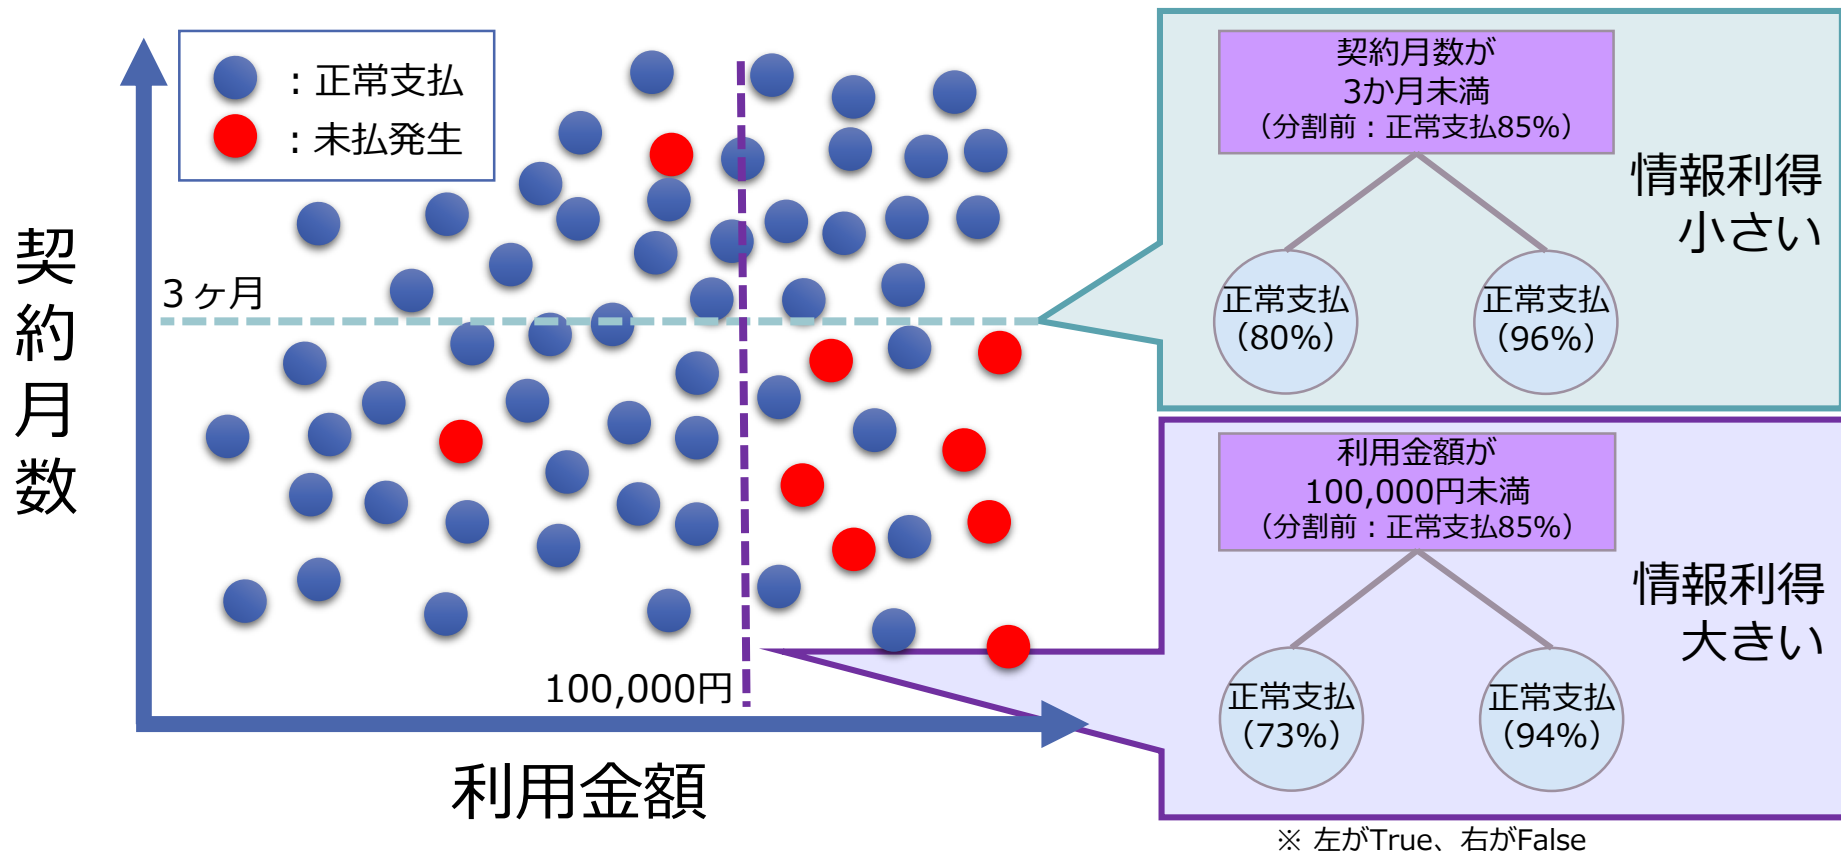 ：正常支払
：未払発生
契約月数
3ヶ月
100,000円
利用金額
契約月数が
3か月未満
（分割前：正常支払85%）
情報利得
小さい
正常支払
（80%）
正常支払
（96%）
利用金額が
100,000円未満
（分割前：正常支払85%）
情報利得
大きい
正常支払
（73%）
正常支払
（94%）
※ 左がTrue、右がFalse